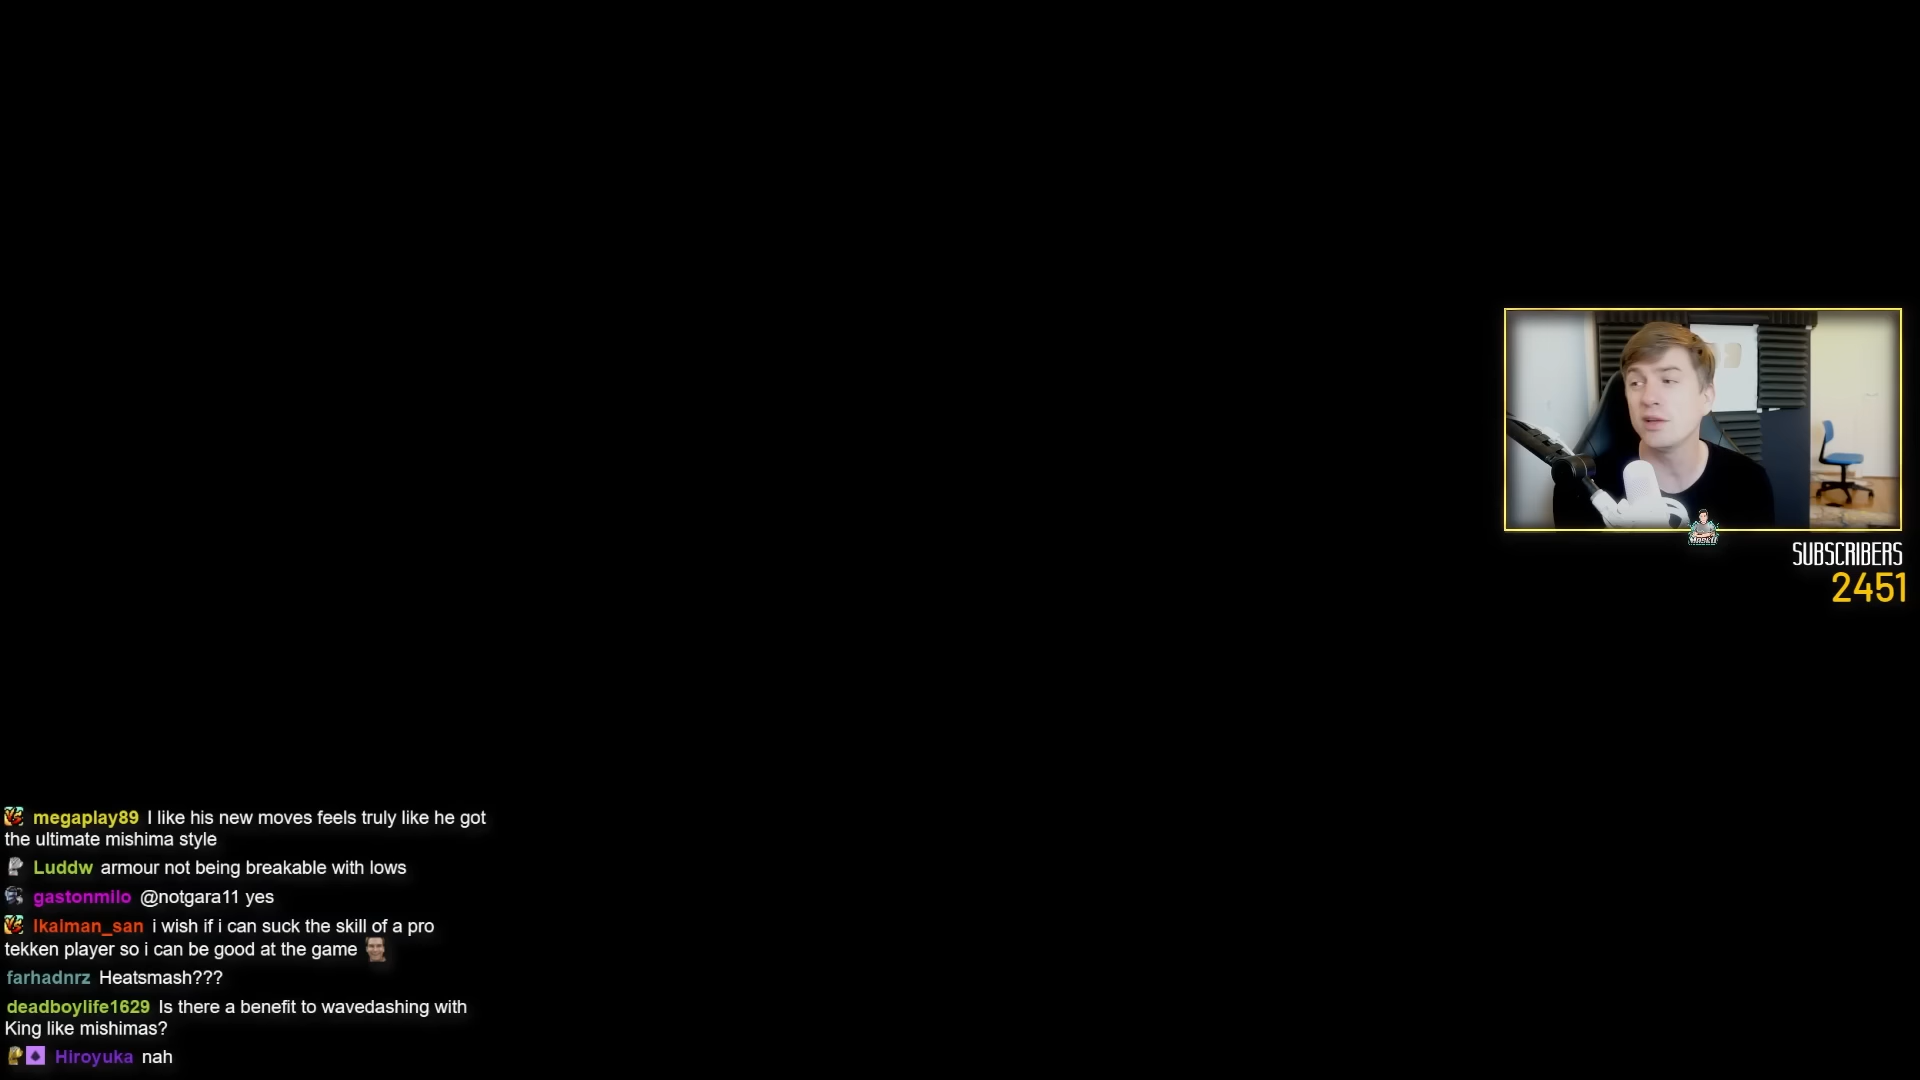 SUBSCRIBERS
2451
megaplay89 I like his new moves feels truly like he got
the ultimate mishima style
Luddw armour not being breakable with lows
gastonmilo @notgara11 yes
Ikalman_san i wish if i can suck the skill of a pro
tekken player so i can be good at the game
farhadnrz Heatsmash???
deadboylife1629 Is there a benefit to wavedashing with
King like mishimas?
Hiroyuka nah